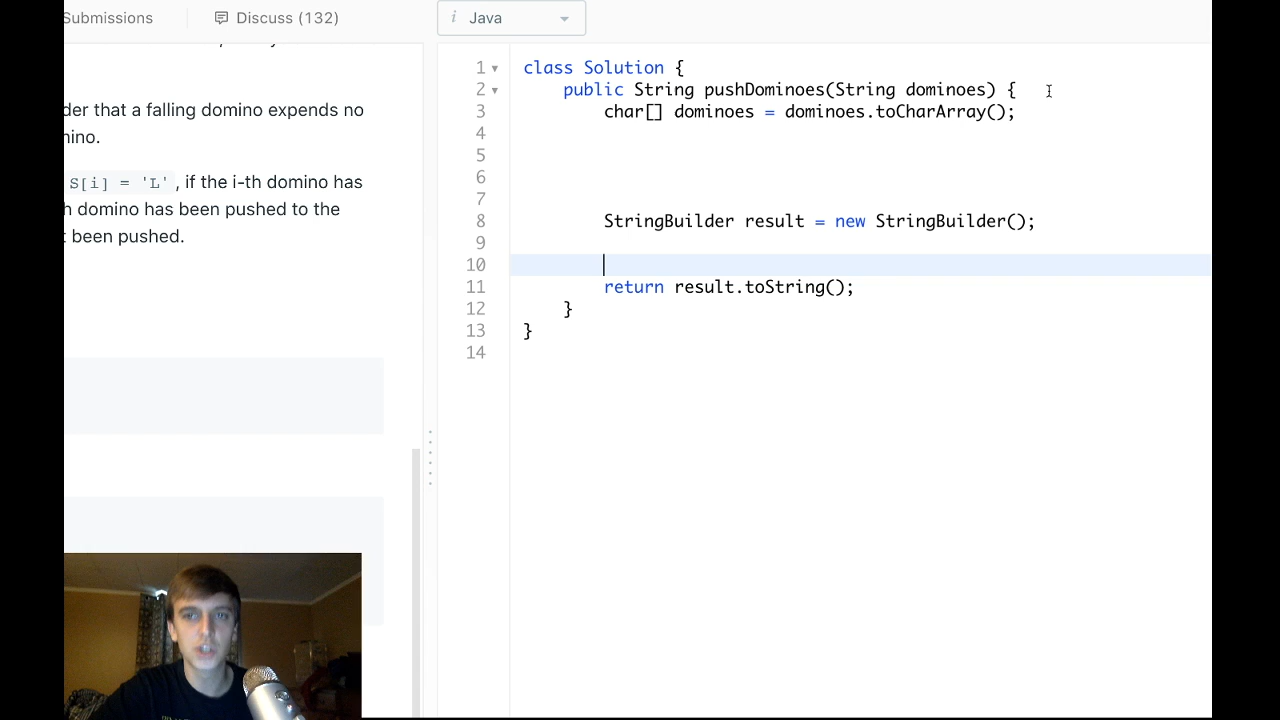 Submissions
Discuss (132)
i Java
der that a falling domino expends no
S[i] = 'L', if the i-th domino has
domino has been pushed to the
been pushed.
1 class Solution {
2 public String pushDominoes(String dominoes) {
3 char[] dominoes = dominoes.toCharArray();
4
5
6
7
8 StringBuilder result = new StringBuilder();
9
10
11 return result.toString();
12 }
13 }
14